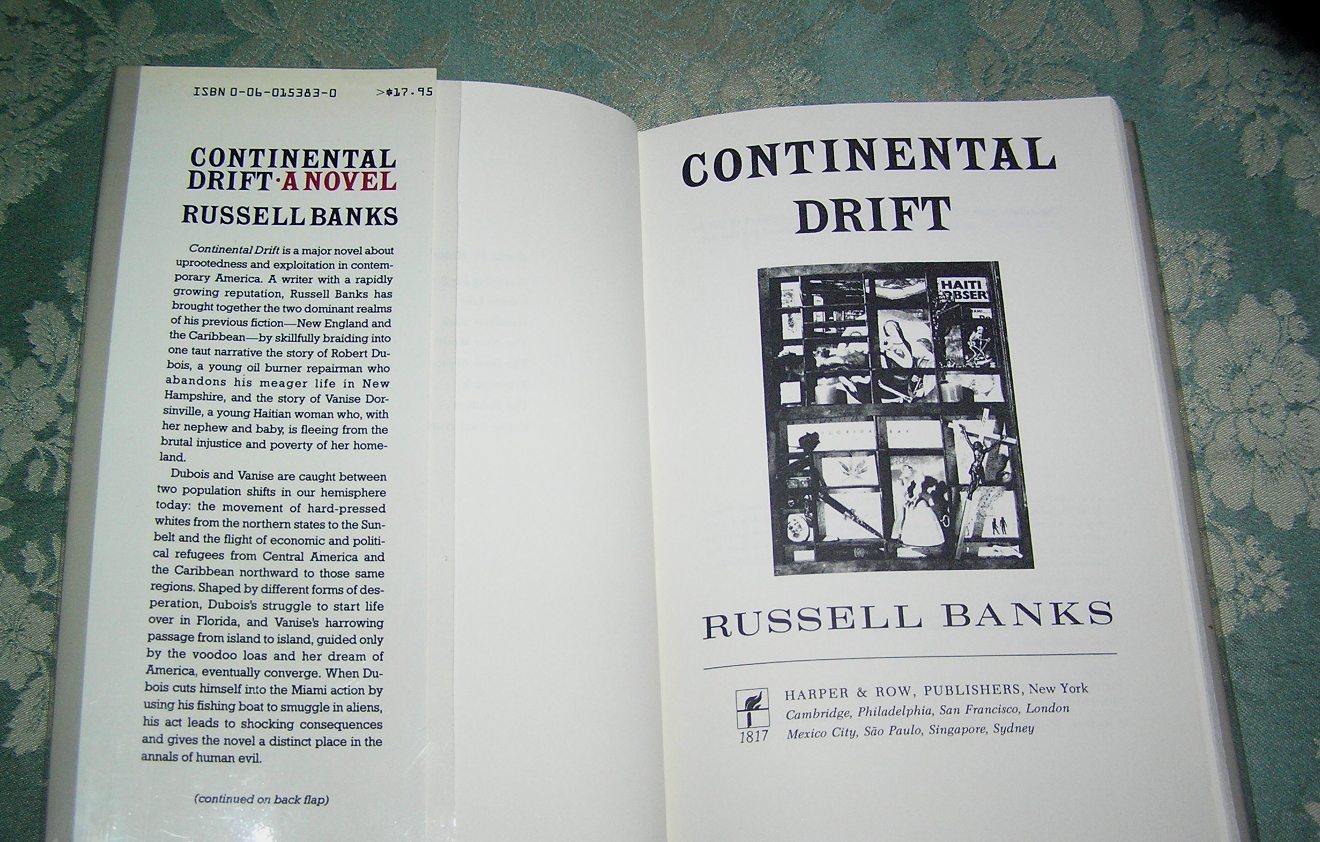 ISBN 0-06-015383-0 >$17.95
CONTINENTAL
DRIFT·A NOVEL
RUSSELL BANKS
Continental Drift is a major novel about
uprootedness and exploitation in contem-
porary America. A writer with a rapidly
growing reputation, Russell Banks has
brought together the two dominant realms
of his previous fiction—New England and
the Caribbean—by skillfully braiding into
one taut narrative the story of Robert Du-
bois, a young oil burner repairman who
abandons his meager life in New
Hampshire, and the story of Vanise Dor-
sinville, a young Haitian woman who, with
her nephew and baby, is fleeing from the
brutal injustice and poverty of her home-
land.
Dubois and Vanise are caught between
two population shifts in our hemisphere
today: the movement of hard-pressed
whites from the northern states to the Sun-
belt and the flight of economic and politi-
cal refugees from Central America and
the Caribbean northward to those same
regions. Shaped by different forms of des-
peration, Dubois's struggle to start life
over in Florida, and Vanise's harrowing
passage from island to island, guided only
by the voodoo loas and her dream of
America, eventually converge. When Du-
bois cuts himself into the Miami action by
using his fishing boat to smuggle in aliens,
his act leads to shocking consequences
and gives the novel a distinct place in the
annals of human evil.
(continued on back flap)
CONTINENTAL
DRIFT
HAITI
OBSER
RUSSELL BANKS
HARPER & ROW, PUBLISHERS, New York
Cambridge, Philadelphia, San Francisco, London
Mexico City, São Paulo, Singapore, Sydney
1817